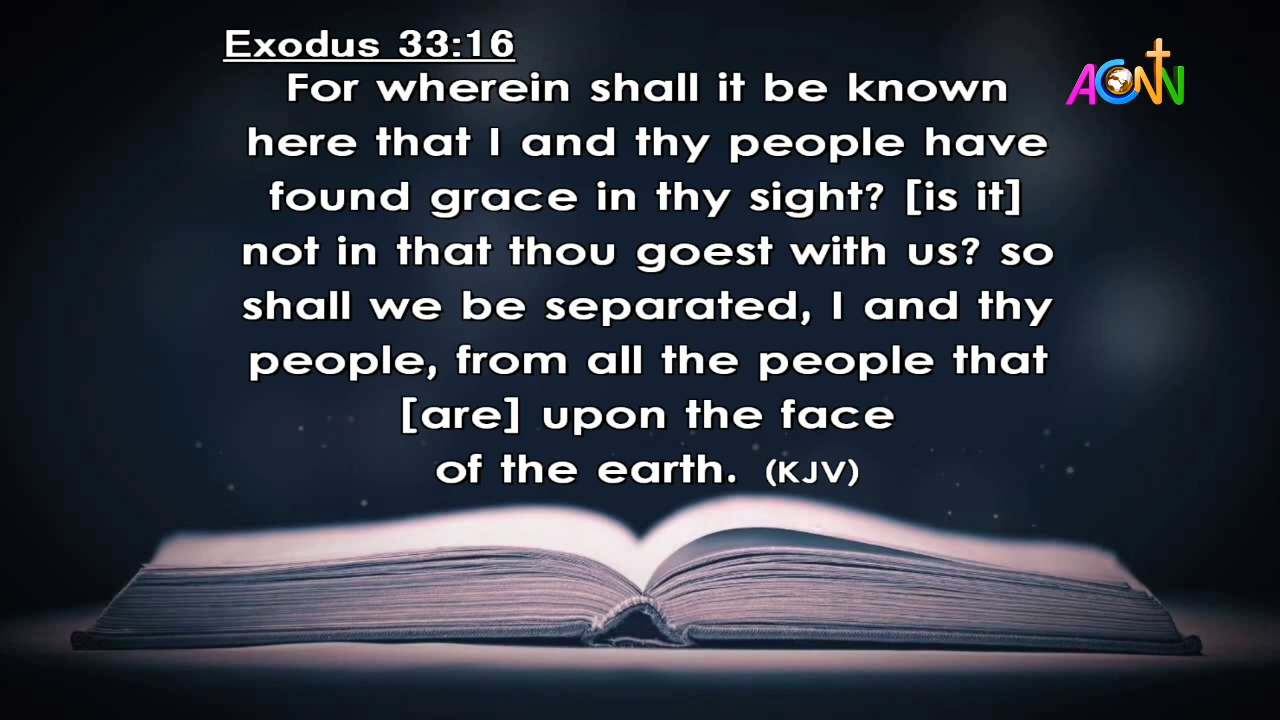 Exodus 33:16
ACNN
For wherein shall it be known
here that I and thy people have
found grace in thy sight? [is it]
not in that thou goest with us? so
shall we be separated, I and thy
people, from all the people that
[are] upon the face
of the earth. (KJV)